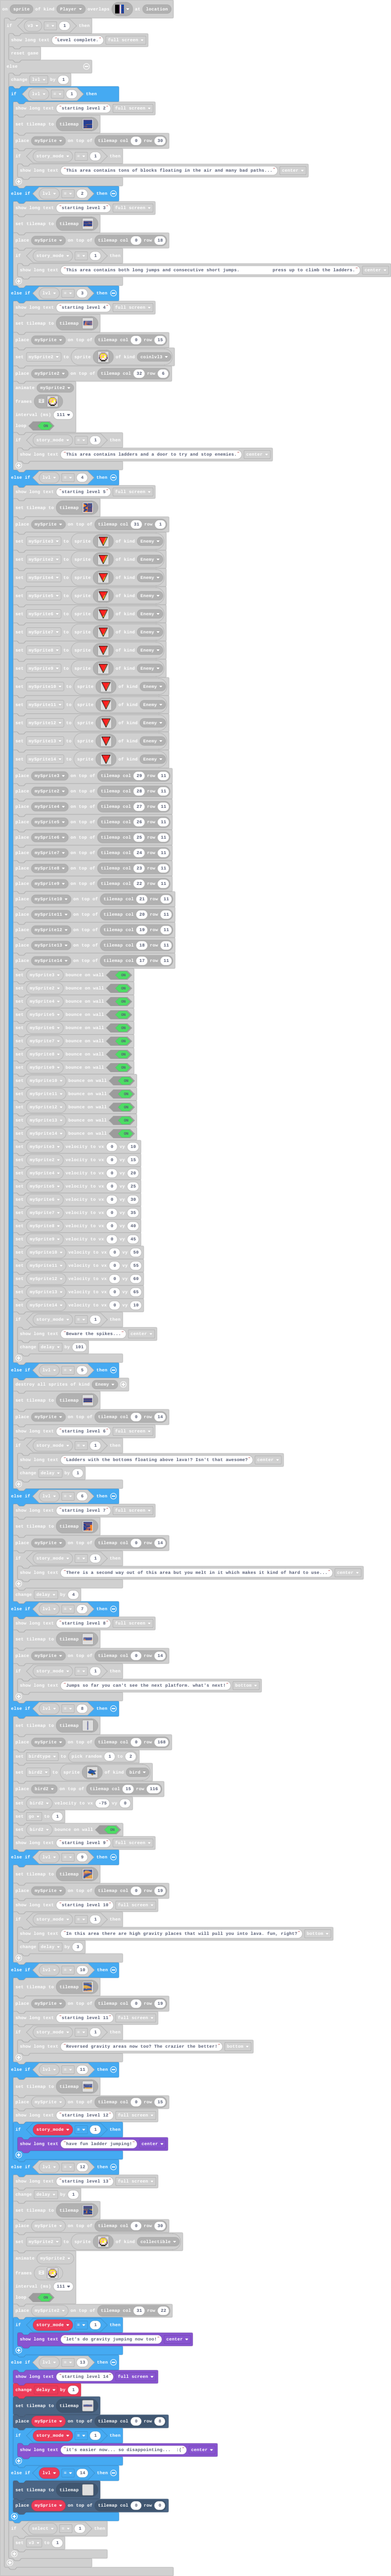 on sprite of kind Player overlaps at location
if = 1 then
show long text "Level complete." full screen
reset game
else
change lvl by 1
if lvl = 1 then
show long text "starting level 2" full screen
set tilemap to tilemap
place mySprite on top of tilemap col 0 row 30
if story_mode = 1 then
show long text "This area contains tons of blocks floating in the air and many bad paths..." center
else if lvl = 2 then
show long text "starting level 3" full screen
set tilemap to tilemap
place mySprite on top of tilemap col 0 row 19
if story_mode = 1 then
show long text "This area contains both long jumps and consecutive short jumps. press up to climb the ladders." center
else if lvl = 3 then
show long text "starting level 4" full screen
set tilemap to tilemap
place mySprite on top of tilemap col 0 row 15
set mySprite2 to sprite of kind
place mySprite2 on top of tilemap col row
animate mySprite2
frames
interval (ms) 111
loop ON
if story_mode = 1 then
show long text "This area contains ladders and a door to try and stop enemies." center
else if lvl = 4 then
show long text "starting level 5" full screen
set tilemap to tilemap
place mySprite on top of tilemap col 31 row 1
set mySprite3 to sprite of kind Enemy
set mySprite2 to sprite of kind Enemy
set mySprite4 to sprite of kind Enemy
set mySprite5 to sprite of kind Enemy
set mySprite6 to sprite of kind Enemy
set mySprite7 to sprite of kind Enemy
set mySprite8 to sprite of kind Enemy
set mySprite9 to sprite of kind Enemy
set mySprite10 to sprite of kind Enemy
set mySprite11 to sprite of kind Enemy
set mySprite12 to sprite of kind Enemy
set mySprite13 to sprite of kind Enemy
set mySprite14 to sprite of kind Enemy
place mySprite3 on top of tilemap col 29 row 11
place mySprite2 on top of tilemap col 28 row 11
place mySprite4 on top of tilemap col 27 row 11
place mySprite5 on top of tilemap col 26 row 11
place mySprite6 on top of tilemap col 25 row 11
place mySprite7 on top of tilemap col 24 row 11
place mySprite8 on top of tilemap col 23 row 11
place mySprite9 on top of tilemap col 22 row 11
place mySprite10 on top of tilemap col 21 row 11
place mySprite11 on top of tilemap col 20 row 11
place mySprite12 on top of tilemap col 19 row 11
place mySprite13 on top of tilemap col 18 row 11
place mySprite14 on top of tilemap col 17 row 11
set mySprite3 bounce on wall ON
set mySprite2 bounce on wall ON
set mySprite4 bounce on wall ON
set mySprite5 bounce on wall ON
set mySprite6 bounce on wall ON
set mySprite7 bounce on wall ON
set mySprite8 bounce on wall ON
set mySprite9 bounce on wall ON
set mySprite10 bounce on wall ON
set mySprite11 bounce on wall ON
set mySprite12 bounce on wall ON
set mySprite13 bounce on wall ON
set mySprite14 bounce on wall ON
set mySprite3 velocity to vx 0 vy 10
set mySprite2 velocity to vx 0 vy 15
set mySprite4 velocity to vx 0 vy 20
set mySprite5 velocity to vx 0 vy 25
set mySprite6 velocity to vx 0 vy 30
set mySprite7 velocity to vx 0 vy 35
set mySprite8 velocity to vx 0 vy 40
set mySprite9 velocity to vx 0 vy 45
set mySprite10 velocity to vx 0 vy 50
set mySprite11 velocity to vx 0 vy 55
set mySprite12 velocity to vx 0 vy 60
set mySprite13 velocity to vx 0 vy 65
set mySprite14 velocity to vx 0 vy 10
if story_mode = 1 then
show long text "Beware the spikes..." center
change delay by 101
else if lvl = 5 then
destroy all sprites of kind Enemy
set tilemap to tilemap
place mySprite on top of tilemap col 0 row 14
show long text "starting level 6" full screen
if story_mode = 1 then
show long text "Ladders with the bottoms floating above lava!? Isn't that awesome?" center
change delay by
else if lvl = 6 then
show long text "starting level 7" full screen
set tilemap to tilemap
place mySprite on top of tilemap col 0 row 14
if story_mode = 1 then
show long text "There is a second way out of this area but you melt in it which makes it kind of hard to use..." center
change delay by
else if lvl = 7 then
show long text "starting level 8" full screen
set tilemap to tilemap
place mySprite on top of tilemap col 0 row 14
if story_mode = 1 then
show long text "Jumps so far you can't see the next platform. what's next!" bottom
else if lvl = 8 then
set tilemap to tilemap
place mySprite on top of tilemap col 0 row
set birdtype to pick random 1 to 2
set birdS to sprite of kind bird
place birdS on top of tilemap col 15 row 110
set birdS velocity to vx -75 vy 0
set go to 1
set birdS bounce on wall ON
show long text "starting level 9" full screen
else if lvl = 9 then
set tilemap to tilemap
place mySprite on top of tilemap col 0 row 19
show long text "starting level 10" full screen
if story_mode = 1 then
show long text "In this area there are high gravity places that will pull you into lava. fun, right?" bottom
change delay by
else if lvl = 10 then
set tilemap to tilemap
place mySprite on top of tilemap col 0 row 19
show long text "starting level 11" full screen
if story_mode = 1 then
show long text "Reversed gravity areas now too? The crazier the better!" bottom
else if lvl = 11 then
set tilemap to tilemap
place mySprite on top of tilemap col 0 row 15
show long text "starting level 12" full screen
if story_mode = 1 then
show long text "have fun ladder jumping!" center
else if lvl = 12 then
show long text "starting level 13" full screen
change delay by 1
set tilemap to tilemap
place mySprite on top of tilemap col 0 row 30
set mySprite2 to sprite of kind collectible
animate mySprite2
frames
interval (ms) 111
loop ON
place mySprite2 on top of tilemap col 31 row 22
if story_mode = 1 then
show long text "let's do gravity jumping now too!" center
else if lvl = 13 then
show long text "starting level 14" full screen
change delay by 1
set tilemap to tilemap
place mySprite on top of tilemap col 0 row
if story_mode = 1 then
show long text "it's easier now... so disappointing... :(" center
else if lvl = 14 then
set tilemap to tilemap
place mySprite on top of tilemap col 0 row 0
if select = 1 then
set to 1